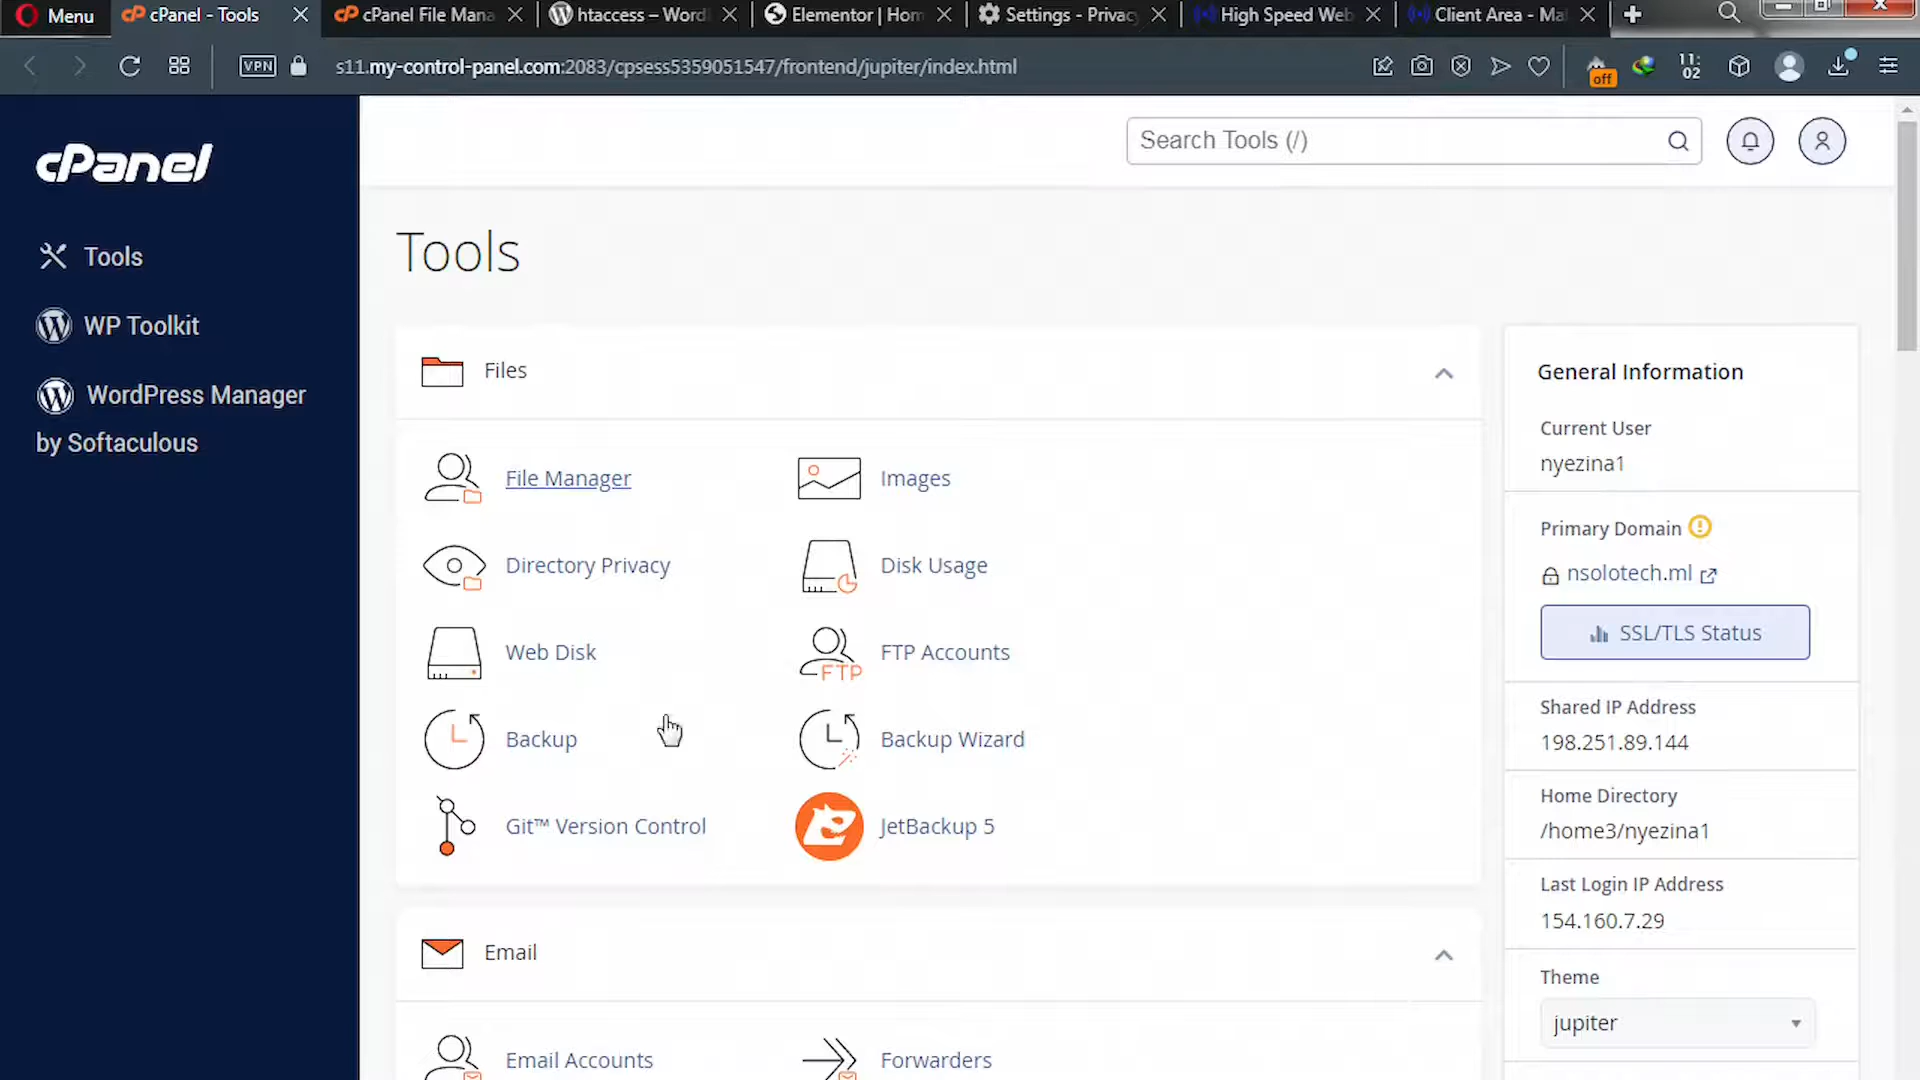 Menu
cPanel - Tools
cPanel File Mana
htaccess – Word
Elementor | Hom
Settings - Privac
High Speed Web
Client Area - Ma
VPN
s11.my-control-panel.com:2083/cpsess5359051547/frontend/jupiter/index.html
off
11:
02
cPanel
Search Tools (/)
Tools
WP Toolkit
WordPress Manager
by Softaculous
Tools
Files
File Manager
Images
Directory Privacy
Disk Usage
Web Disk
FTP
FTP Accounts
Backup
Backup Wizard
Git™ Version Control
JetBackup 5
Email
Email Accounts
Forwarders
General Information
Current User
nyezina1
Primary Domain
nsolotech.ml
SSL/TLS Status
Shared IP Address
198.251.89.144
Home Directory
/home3/nyezina1
Last Login IP Address
154.160.7.29
Theme
jupiter